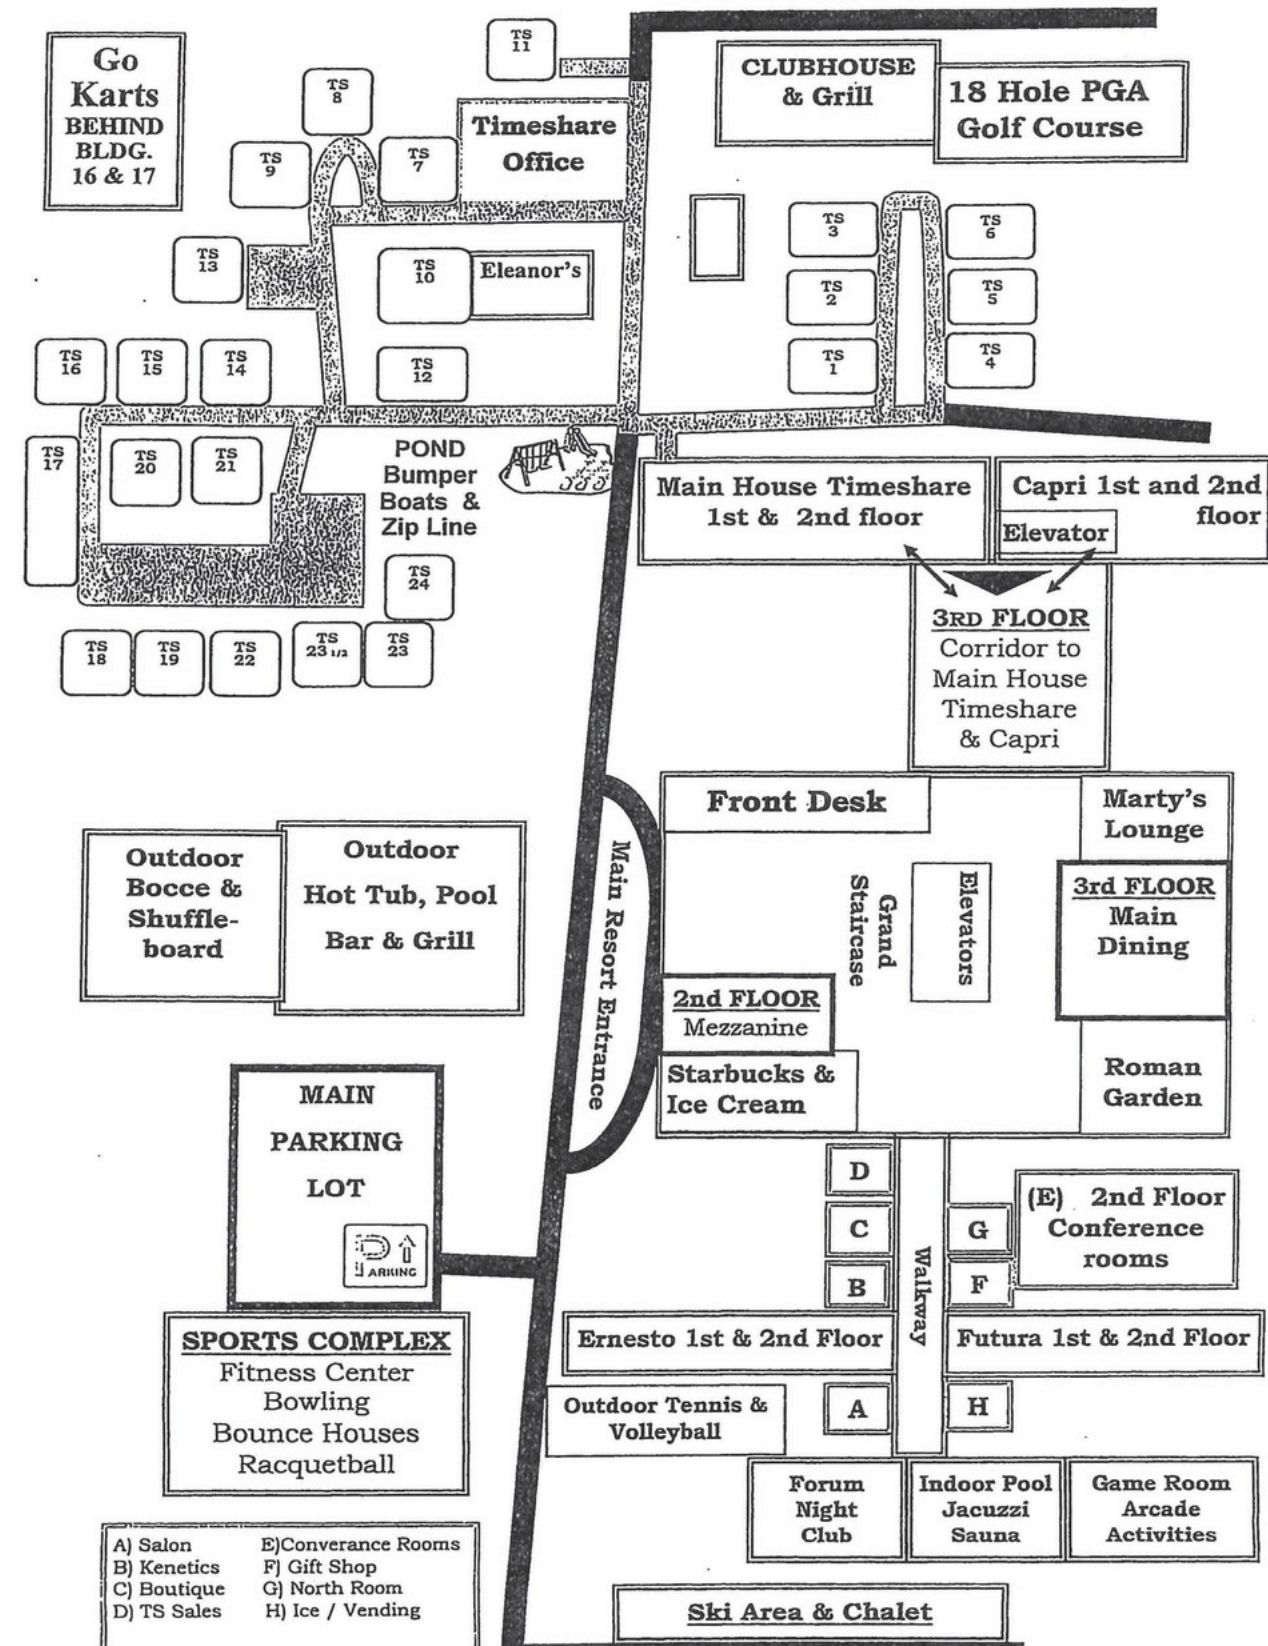 Go
Karts
BEHIND
BLDG.
16 & 17
TS
11
TS
8
TS
9
TS
7
Timeshare
Office
CLUBHOUSE
& Grill
18 Hole PGA
Golf Course
TS
13
TS
10
Eleanor's
TS
3
TS
6
TS
2
TS
5
TS
1
TS
4
TS
16
TS
15
TS
14
TS
12
TS
17
TS
20
TS
21
POND
Bumper
Boats &
Zip Line
TS
24
TS
18
TS
19
TS
22
TS
23 1/2
TS
23
Main House Timeshare
1st & 2nd floor
Capri 1st and 2nd
floor
Elevator
3RD FLOOR
Corridor to
Main House
Timeshare
& Capri
Front Desk
Marty's
Lounge
Outdoor
Bocce &
Shuffle-
board
Outdoor
Hot Tub, Pool
Bar & Grill
Main Resort Entrance
Grand
Staircase
Elevators
3rd FLOOR
Main
Dining
2nd FLOOR
Mezzanine
Starbucks &
Ice Cream
Roman
Garden
MAIN
PARKING
LOT
PARKING
D
C
B
Walkway
G
F
(E) 2nd Floor
Conference
rooms
SPORTS COMPLEX
Fitness Center
Bowling
Bounce Houses
Racquetball
Ernesto 1st & 2nd Floor
Futura 1st & 2nd Floor
Outdoor Tennis &
Volleyball
A
H
Forum
Night
Club
Indoor Pool
Jacuzzi
Sauna
Game Room
Arcade
Activities
A) Salon
B) Kenetics
C) Boutique
D) TS Sales
E)Converance Rooms
F) Gift Shop
G) North Room
H) Ice / Vending
Ski Area & Chalet